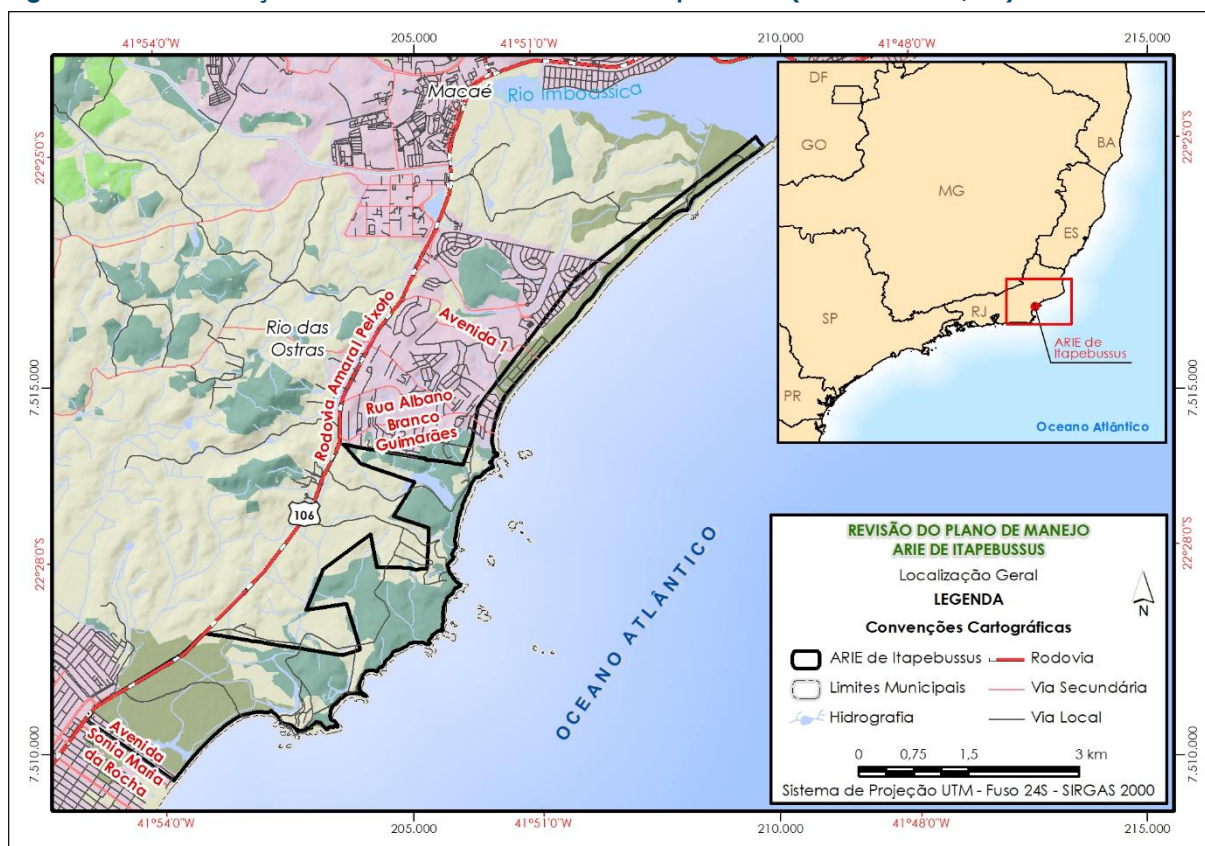 41°54'0"W
205.000
41°51'0"W
210.000
41°48'0"W
215.000
22°25'0"S
7.515.000
22°28'0"S
7.510.000
Macaé
Rio Imboassica
Rio das
Ostras
Rodovia Amaral Peixoto
Avenida 1
Rua Albano
Branco
Guimarães
106
Avenida
Sonia Maria
da Rocha
OCEANO ATLÂNTICO
DF
GO
BA
MG
ES
SP
RJ
PR
ARIE de
Itapebussus
Oceano Atlântico
22°25'0"S
7.515.000
22°28'0"S
7.510.000
REVISÃO DO PLANO DE MANEJO
ARIE DE ITAPEBUSSUS
Localização Geral
LEGENDA
N
Convenções Cartográficas
ARIE de Itapebussus
Rodovia
Limites Municipais
Via Secundária
Hidrografia
Via Local
0 0,75 1,5 3 km
Sistema de Projeção UTM - Fuso 24S - SIRGAS 2000
41°54'0"W
205.000
41°51'0"W
210.000
41°48'0"W
215.000